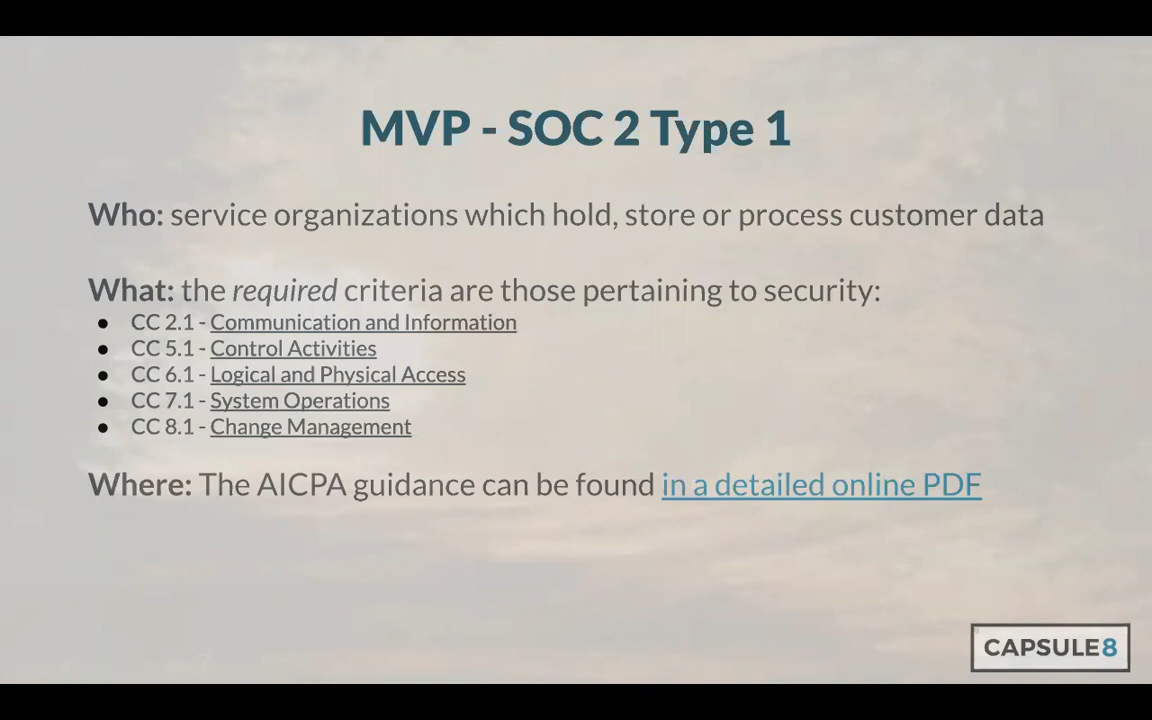 MVP - SOC 2 Type 1
Who: service organizations which hold, store or process customer data
What: the required criteria are those pertaining to security:
● CC 2.1 - Communication and Information
● CC 5.1 - Control Activities
● CC 6.1 - Logical and Physical Access
● CC 7.1 - System Operations
● CC 8.1 - Change Management
Where: The AICPA guidance can be found in a detailed online PDF
CAPSULE8